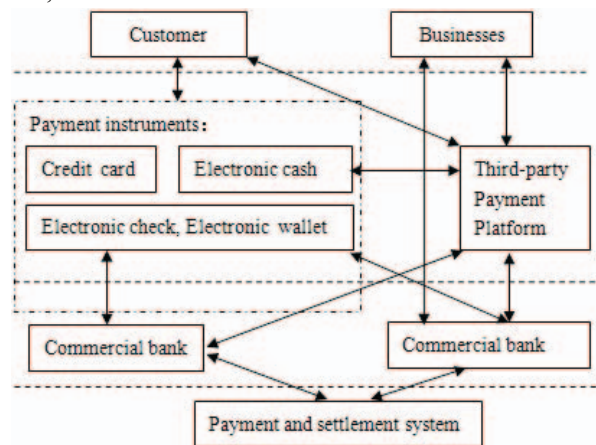 Customer
Businesses
Payment instruments：
Credit card
Electronic cash
Third-party
Payment
Platform
Electronic check, Electronic wallet
Commercial bank
Commercial bank
Payment and settlement system